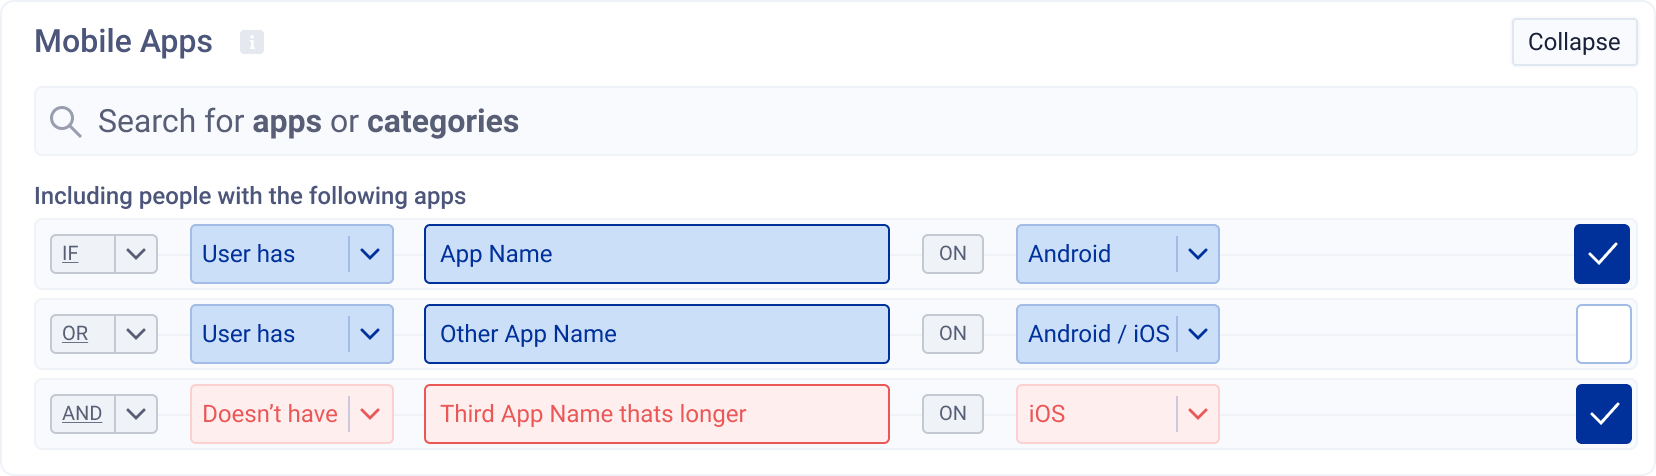 Mobile Apps i
Collapse
Search for apps or categories
Including people with the following apps
IF User has App Name ON Android
OR User has Other App Name ON Android / iOS
AND Doesn’t have Third App Name thats longer ON iOS